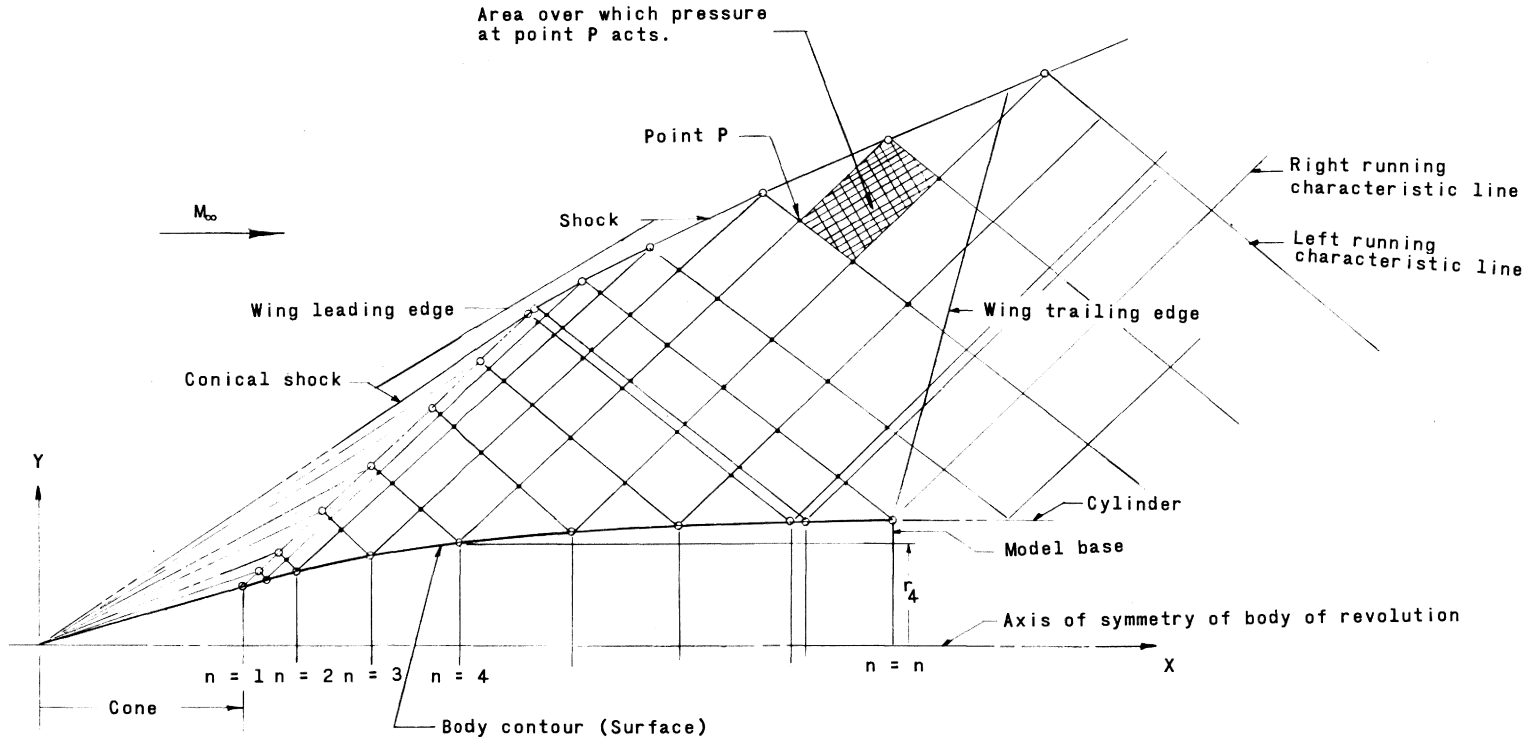 Area over which pressure
at point P acts.
Point P
Right running
characteristic line
M∞
Shock
Left running
characteristic line
Wing leading edge
Wing trailing edge
Conical shock
Y
Cylinder
Model base
r4
Axis of symmetry of body of revolution
X
n = 1 n = 2 n = 3 n = 4
n = n
Cone
Body contour (Surface)